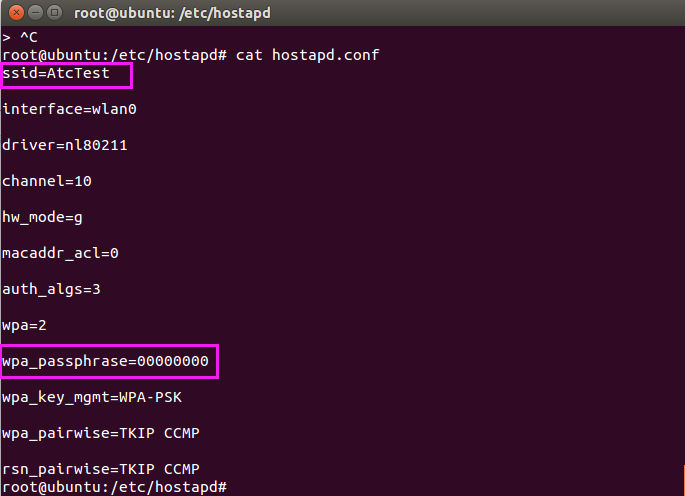 root@ubuntu: /etc/hostapd
> ^C
root@ubuntu:/etc/hostapd# cat hostapd.conf
ssid=AtcTest
interface=wlan0
driver=nl80211
channel=10
hw_mode=g
macaddr_acl=0
auth_algs=3
wpa=2
wpa_passphrase=00000000
wpa_key_mgmt=WPA-PSK
wpa_pairwise=TKIP CCMP
rsn_pairwise=TKIP CCMP
root@ubuntu:/etc/hostapd#